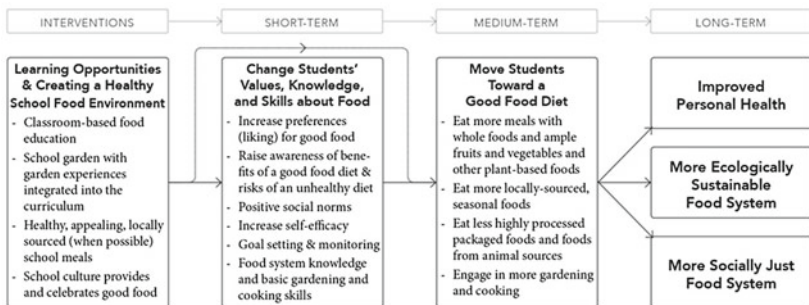 INTERVENTIONS
SHORT-TERM
MEDIUM-TERM
LONG-TERM
Learning Opportunities
& Creating a Healthy
School Food Environment
- Classroom-based food
education
- School garden with
garden experiences
integrated into the
curriculum
- Healthy, appealing, locally
sourced (when possible)
school meals
- School culture provides
and celebrates good food
Change Students'
Values, Knowledge,
and Skills about Food
- Increase preferences
(liking) for good food
- Raise awareness of bene-
fits of a good food diet &
risks of an unhealthy diet
- Positive social norms
- Increase self-efficacy
- Goal setting & monitoring
- Food system knowledge
and basic gardening and
cooking skills
Move Students
Toward a
Good Food Diet
- Eat more meals with
whole foods and ample
fruits and vegetables and
other plant-based foods
- Eat more locally-sourced,
seasonal foods
- Eat less highly processed
packaged foods and foods
from animal sources
- Engage in more gardening
and cooking
Improved
Personal Health
More Ecologically
Sustainable
Food System
More Socially Just
Food System